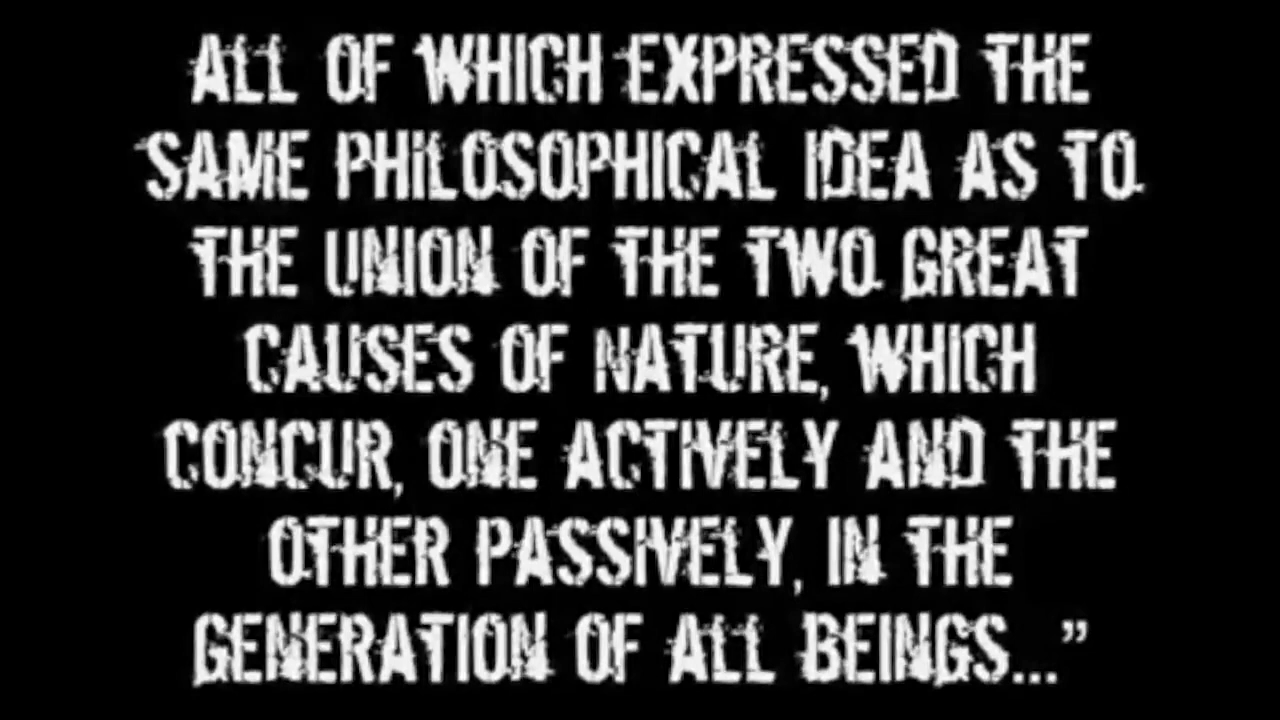 ALL OF WHICH EXPRESSED THE
SAME PHILOSOPHICAL IDEA AS TO
THE UNION OF THE TWO GREAT
CAUSES OF NATURE, WHICH
CONCUR, ONE ACTIVELY AND THE
OTHER PASSIVELY, IN THE
GENERATION OF ALL BEINGS...”